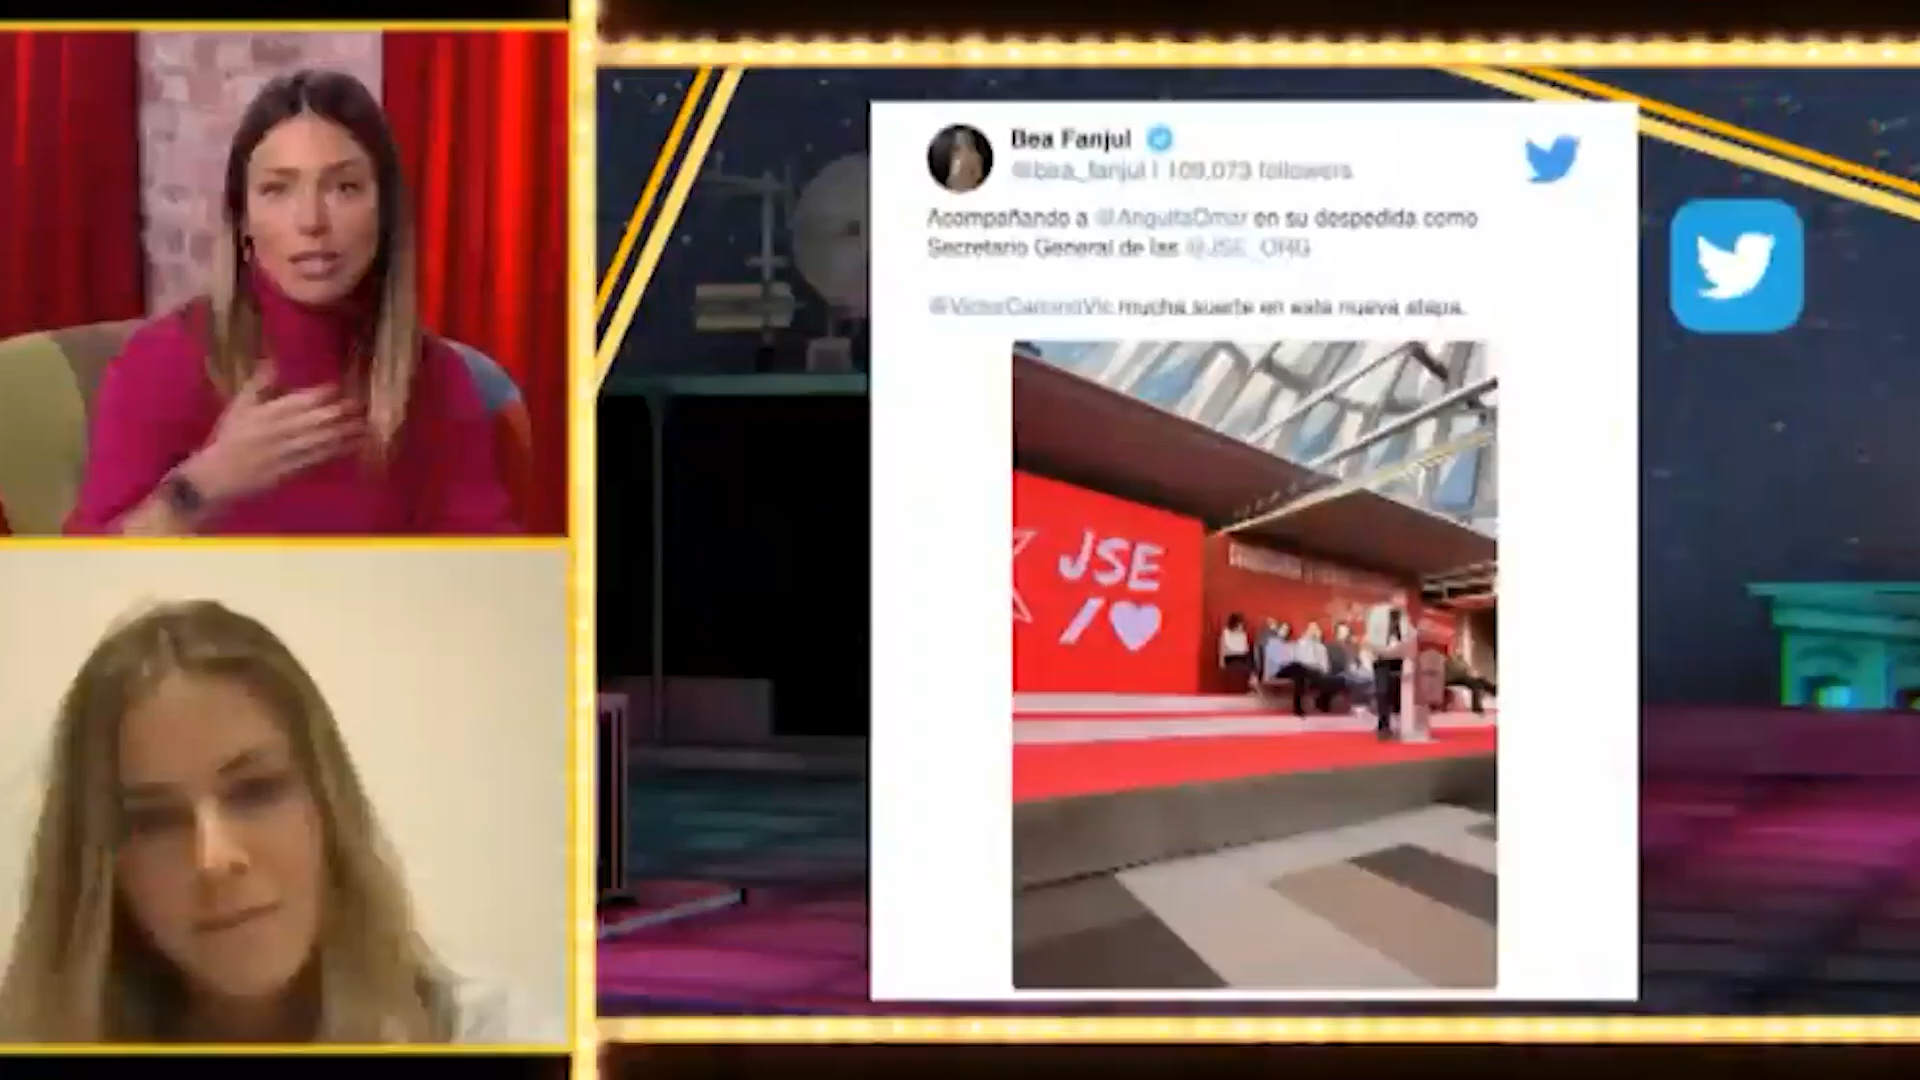 Bea Fanjul
@bea_fanjul | 109,073 followers
Acompañando a @AnguitaOmar en su despedida como
Secretario General de las @JSE_ORG
mucha suerte en esta nueva etapa.
JSE
/